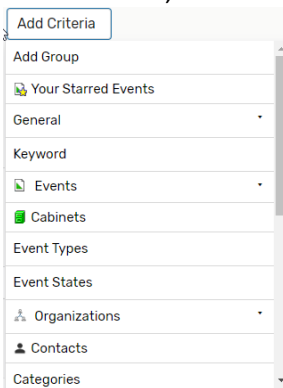 Add Criteria
Add Group
Your Starred Events
General
Keyword
Events
Cabinets
Event Types
Event States
Organizations
Contacts
Categories